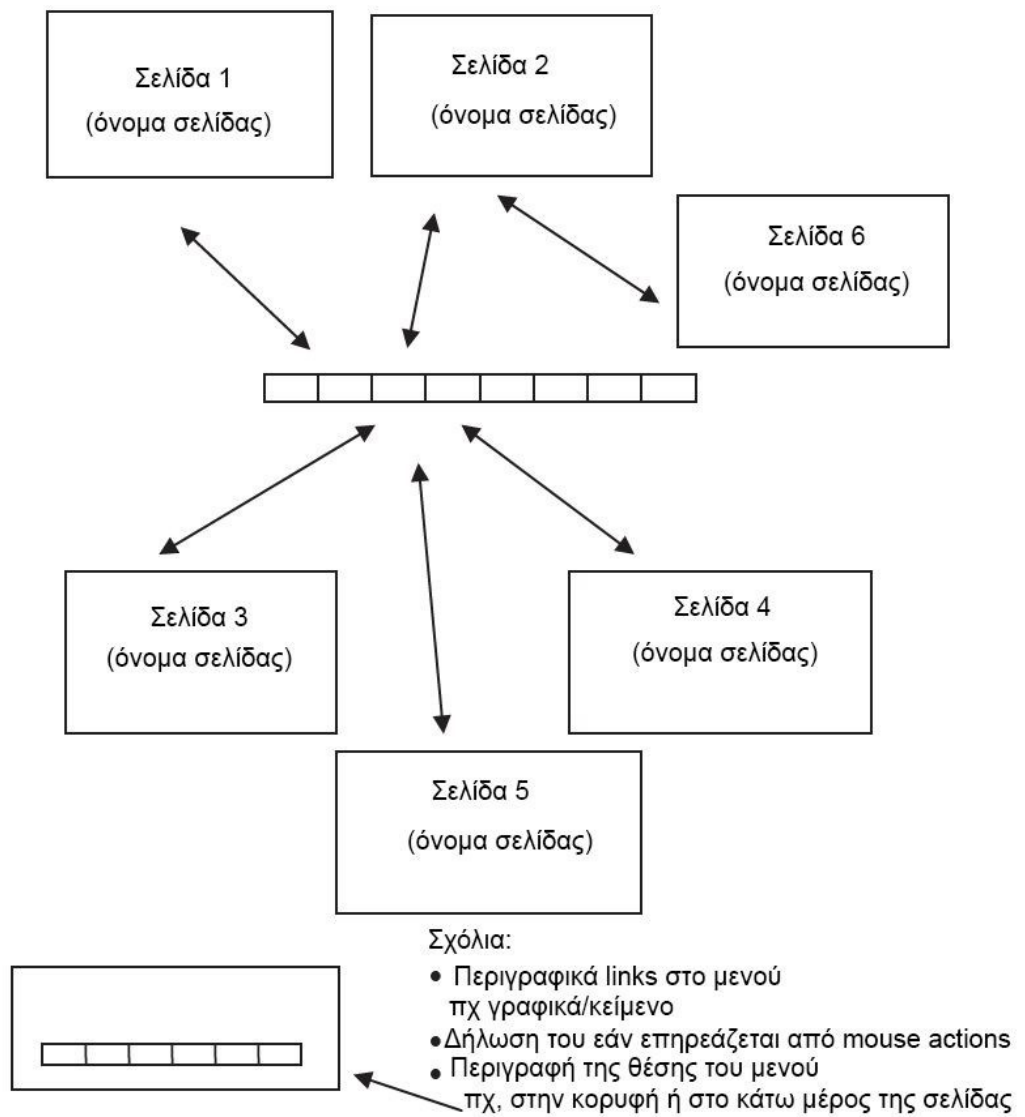 Σελίδα 1
(όνομα σελίδας)
Σελίδα 2
(όνομα σελίδας)
Σελίδα 6
(όνομα σελίδας)
Σελίδα 3
(όνομα σελίδας)
Σελίδα 4
(όνομα σελίδας)
Σελίδα 5
(όνομα σελίδας)
Σχόλια:
• Περιγραφικά links στο μενού
πχ γραφικά/κείμενο
•Δήλωση του εάν επηρεάζεται από mouse actions
• Περιγραφή της θέσης του μενού
πχ, στην κορυφή ή στο κάτω μέρος της σελίδας